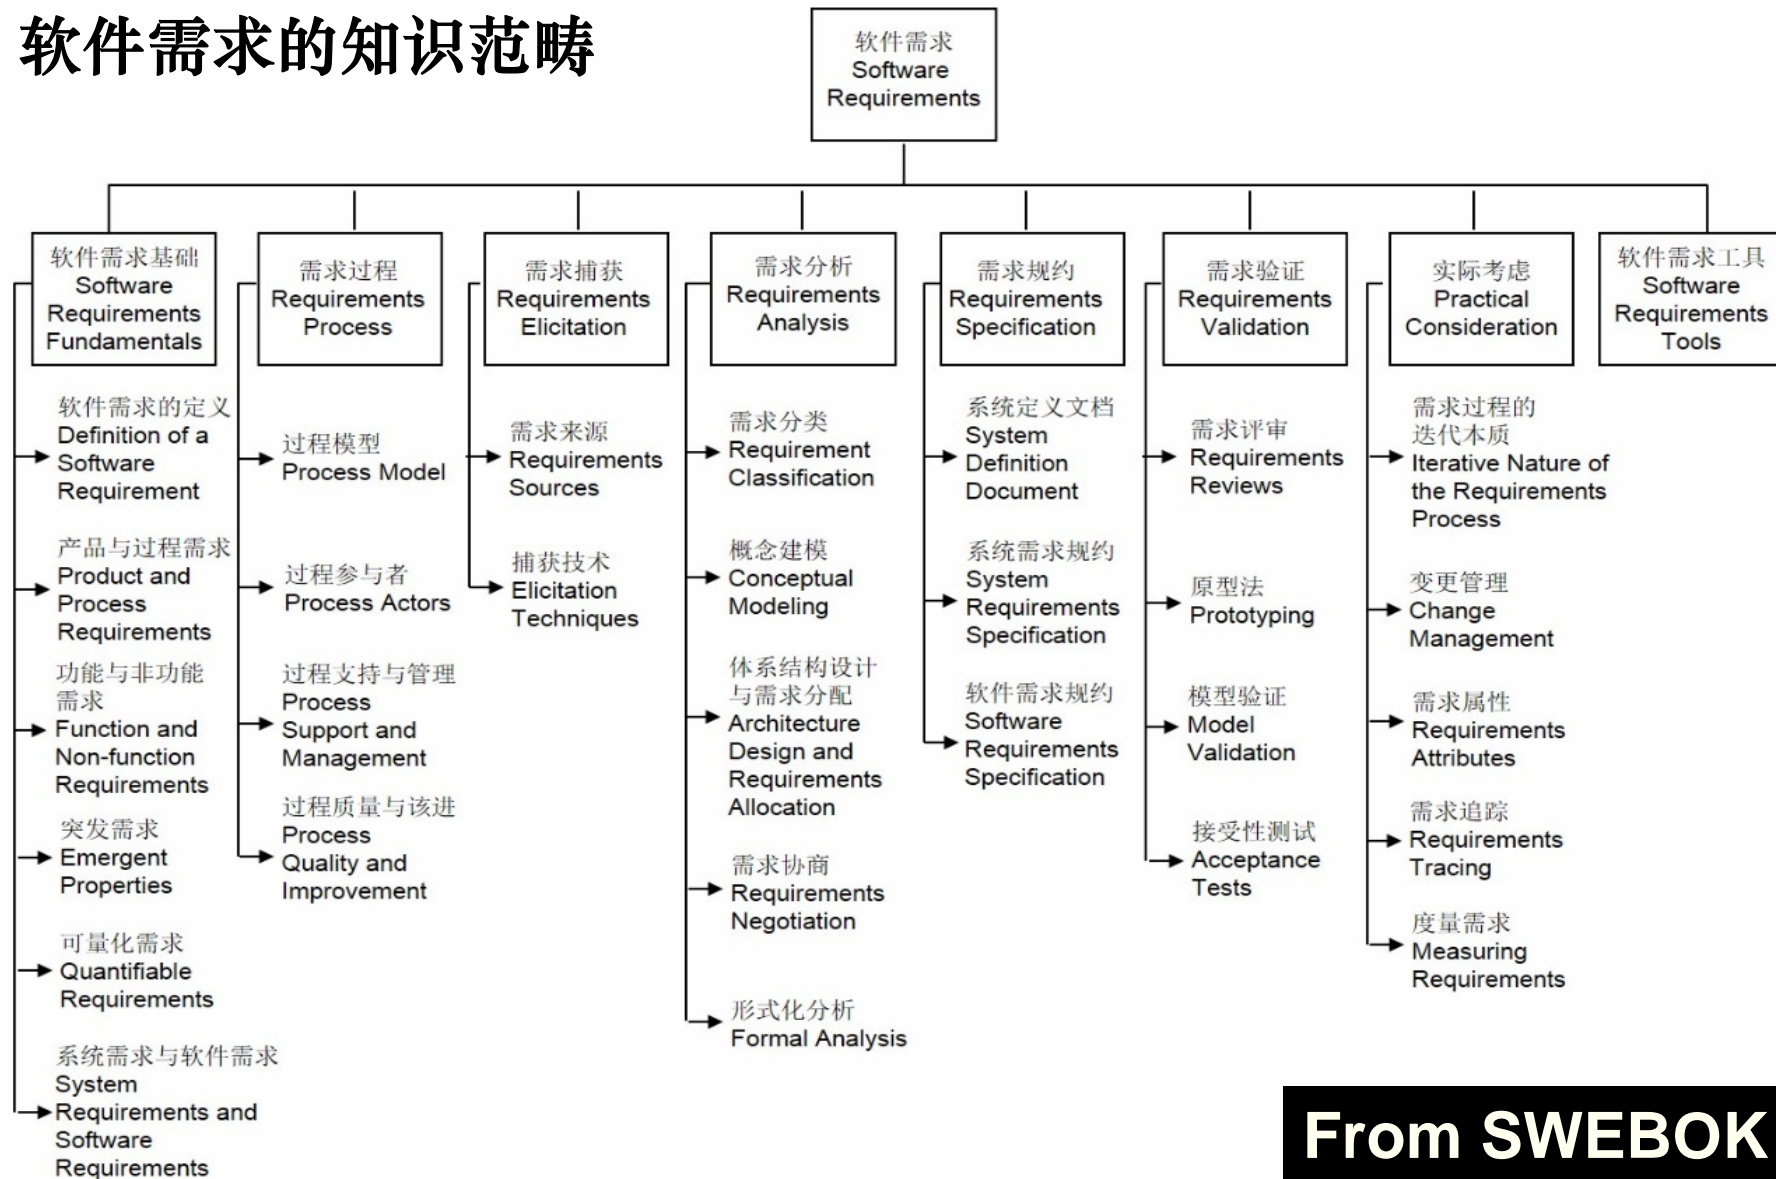 软件需求的知识范畴
软件需求
Software
Requirements
软件需求基础
Software
Requirements
Fundamentals
软件需求的定义
Definition of a
Software
Requirement
产品与过程需求
Product and
Process
Requirements
功能与非功能
需求
Function and
Non-function
Requirements
突发需求
Emergent
Properties
可量化需求
Quantifiable
Requirements
系统需求与软件需求
System
Requirements and
Software
Requirements
需求过程
Requirements
Process
过程模型
Process Model
过程参与者
Process Actors
过程支持与管理
Process
Support and
Management
过程质量与该进
Process
Quality and
Improvement
需求捕获
Requirements
Elicitation
需求来源
Requirements
Sources
捕获技术
Elicitation
Techniques
需求分析
Requirements
Analysis
需求分类
Requirement
Classification
概念建模
Conceptual
Modeling
体系结构设计
与需求分配
Architecture
Design and
Requirements
Allocation
需求协商
Requirements
Negotiation
形式化分析
Formal Analysis
需求规约
Requirements
Specification
系统定义文档
System
Definition
Document
系统需求规约
System
Requirements
Specification
软件需求规约
Software
Requirements
Specification
需求验证
Requirements
Validation
需求评审
Requirements
Reviews
原型法
Prototyping
模型验证
Model
Validation
接受性测试
Acceptance
Tests
实际考虑
Practical
Consideration
需求过程的
迭代本质
Iterative Nature of
the Requirements
Process
变更管理
Change
Management
需求属性
Requirements
Attributes
需求追踪
Requirements
Tracing
度量需求
Measuring
Requirements
软件需求工具
Software
Requirements
Tools
From SWEBOK